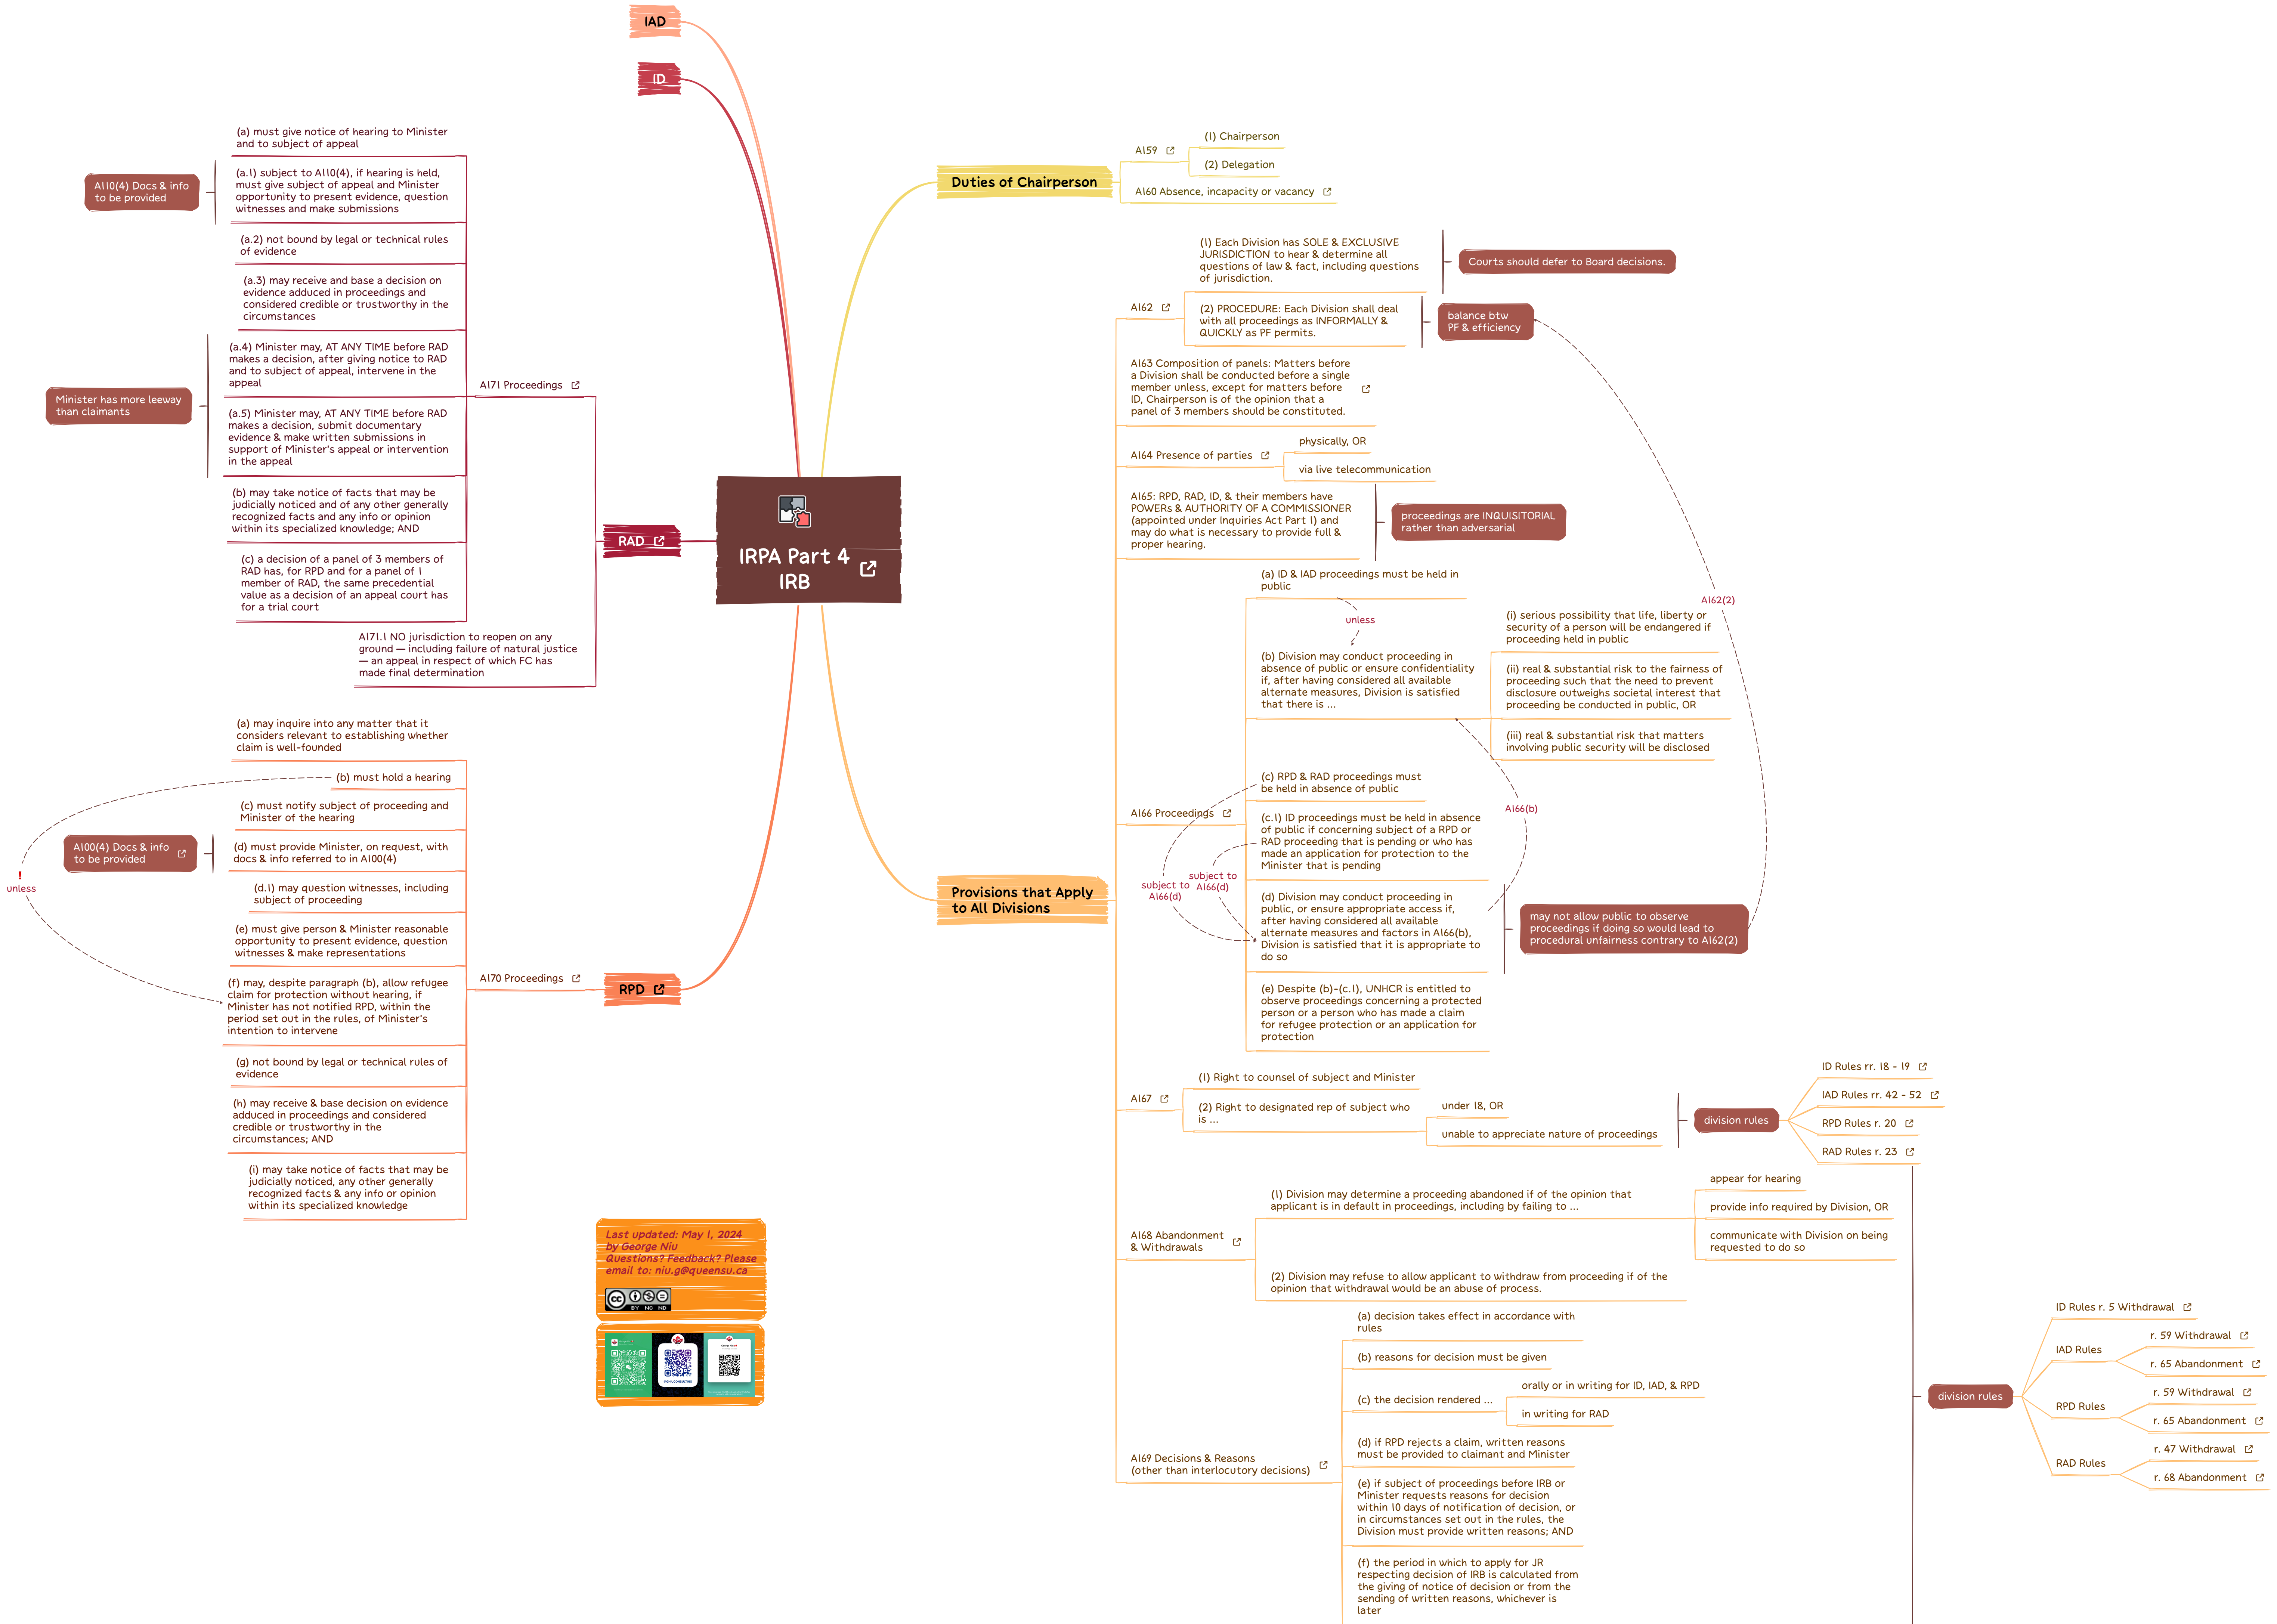 IAD
ID
(a) must give notice of hearing to Minister
and to subject of appeal
A110(4) Docs & info
to be provided
(a.1) subject to A110(4), if hearing is held,
must give subject of appeal and Minister
opportunity to present evidence, question
witnesses and make submissions
(a.2) not bound by legal or technical rules
of evidence
(a.3) may receive and base a decision on
evidence adduced in proceedings and
considered credible or trustworthy in the
circumstances
Minister has more leeway
than claimants
(a.4) Minister may, AT ANY TIME before RAD
makes a decision, after giving notice to RAD
and to subject of appeal, intervene in the
appeal
(a.5) Minister may, AT ANY TIME before RAD
makes a decision, submit documentary
evidence & make written submissions in
support of Minister's appeal or intervention
in the appeal
(b) may take notice of facts that may be
judicially noticed and of any other generally
recognized facts and any info or opinion
within its specialized knowledge; AND
(c) a decision of a panel of 3 members of
RAD has, for RPD and for a panel of 1
member of RAD, the same precedential
value as a decision of an appeal court has
for a trial court
A171 Proceedings
A171.1 NO jurisdiction to reopen on any
ground — including failure of natural justice
— an appeal in respect of which FC has
made final determination
RAD
IRPA Part 4
IRB
(a) may inquire into any matter that it
considers relevant to establishing whether
claim is well-founded
(b) must hold a hearing
(c) must notify subject of proceeding and
Minister of the hearing
A100(4) Docs & info
to be provided
(d) must provide Minister, on request, with
docs & info referred to in A100(4)
!
unless
(d.1) may question witnesses, including
subject of proceeding
(e) must give person & Minister reasonable
opportunity to present evidence, question
witnesses & make representations
(f) may, despite paragraph (b), allow refugee
claim for protection without hearing, if
Minister has not notified RPD, within the
period set out in the rules, of Minister's
intention to intervene
(g) not bound by legal or technical rules of
evidence
(h) may receive & base decision on evidence
adduced in proceedings and considered
credible or trustworthy in the
circumstances; AND
(i) may take notice of facts that may be
judicially noticed, any other generally
recognized facts & any info or opinion
within its specialized knowledge
A170 Proceedings
RPD
Last updated: May 1, 2024
by George Niu
Questions? Feedback? Please
email to: niu.g@queensu.ca
CC
BY NC ND
Duties of Chairperson
A159
(1) Chairperson
(2) Delegation
A160 Absence, incapacity or vacancy
Provisions that Apply
to All Divisions
A162
(1) Each Division has SOLE & EXCLUSIVE
JURISDICTION to hear & determine all
questions of law & fact, including questions
of jurisdiction.
Courts should defer to Board decisions.
(2) PROCEDURE: Each Division shall deal
with all proceedings as INFORMALLY &
QUICKLY as PF permits.
balance btw
PF & efficiency
A163 Composition of panels: Matters before
a Division shall be conducted before a single
member unless, except for matters before
ID, Chairperson is of the opinion that a
panel of 3 members should be constituted.
A164 Presence of parties
physically, OR
via live telecommunication
A165: RPD, RAD, ID, & their members have
POWERs & AUTHORITY OF A COMMISSIONER
(appointed under Inquiries Act Part 1) and
may do what is necessary to provide full &
proper hearing.
proceedings are INQUISITORIAL
rather than adversarial
A166 Proceedings
(a) ID & IAD proceedings must be held in
public
unless
(b) Division may conduct proceeding in
absence of public or ensure confidentiality
if, after having considered all available
alternate measures, Division is satisfied
that there is ...
(i) serious possibility that life, liberty or
security of a person will be endangered if
proceeding held in public
(ii) real & substantial risk to the fairness of
proceeding such that the need to prevent
disclosure outweighs societal interest that
proceeding be conducted in public, OR
(iii) real & substantial risk that matters
involving public security will be disclosed
A162(2)
(c) RPD & RAD proceedings must
be held in absence of public
A166(b)
(c.1) ID proceedings must be held in absence
of public if concerning subject of a RPD or
RAD proceeding that is pending or who has
made an application for protection to the
Minister that is pending
subject to
A166(d)
subject to
A166(d)
(d) Division may conduct proceeding in
public, or ensure appropriate access if,
after having considered all available
alternate measures and factors in A166(b),
Division is satisfied that it is appropriate to
do so
may not allow public to observe
proceedings if doing so would lead to
procedural unfairness contrary to A162(2)
(e) Despite (b)-(c.1), UNHCR is entitled to
observe proceedings concerning a protected
person or a person who has made a claim
for refugee protection or an application for
protection
A167
(1) Right to counsel of subject and Minister
(2) Right to designated rep of subject who
is ...
under 18, OR
unable to appreciate nature of proceedings
division rules
ID Rules rr. 18 - 19
IAD Rules rr. 42 - 52
RPD Rules r. 20
RAD Rules r. 23
A168 Abandonment
& Withdrawals
(1) Division may determine a proceeding abandoned if of the opinion that
applicant is in default in proceedings, including by failing to ...
appear for hearing
provide info required by Division, OR
communicate with Division on being
requested to do so
(2) Division may refuse to allow applicant to withdraw from proceeding if of the
opinion that withdrawal would be an abuse of process.
division rules
ID Rules r. 5 Withdrawal
IAD Rules
r. 59 Withdrawal
r. 65 Abandonment
RPD Rules
r. 59 Withdrawal
r. 65 Abandonment
RAD Rules
r. 47 Withdrawal
r. 68 Abandonment
A169 Decisions & Reasons
(other than interlocutory decisions)
(a) decision takes effect in accordance with
rules
(b) reasons for decision must be given
(c) the decision rendered ...
orally or in writing for ID, IAD, & RPD
in writing for RAD
(d) if RPD rejects a claim, written reasons
must be provided to claimant and Minister
(e) if subject of proceedings before IRB or
Minister requests reasons for decision
within 10 days of notification of decision, or
in circumstances set out in the rules, the
Division must provide written reasons; AND
(f) the period in which to apply for JR
respecting decision of IRB is calculated from
the giving of notice of decision or from the
sending of written reasons, whichever is
later